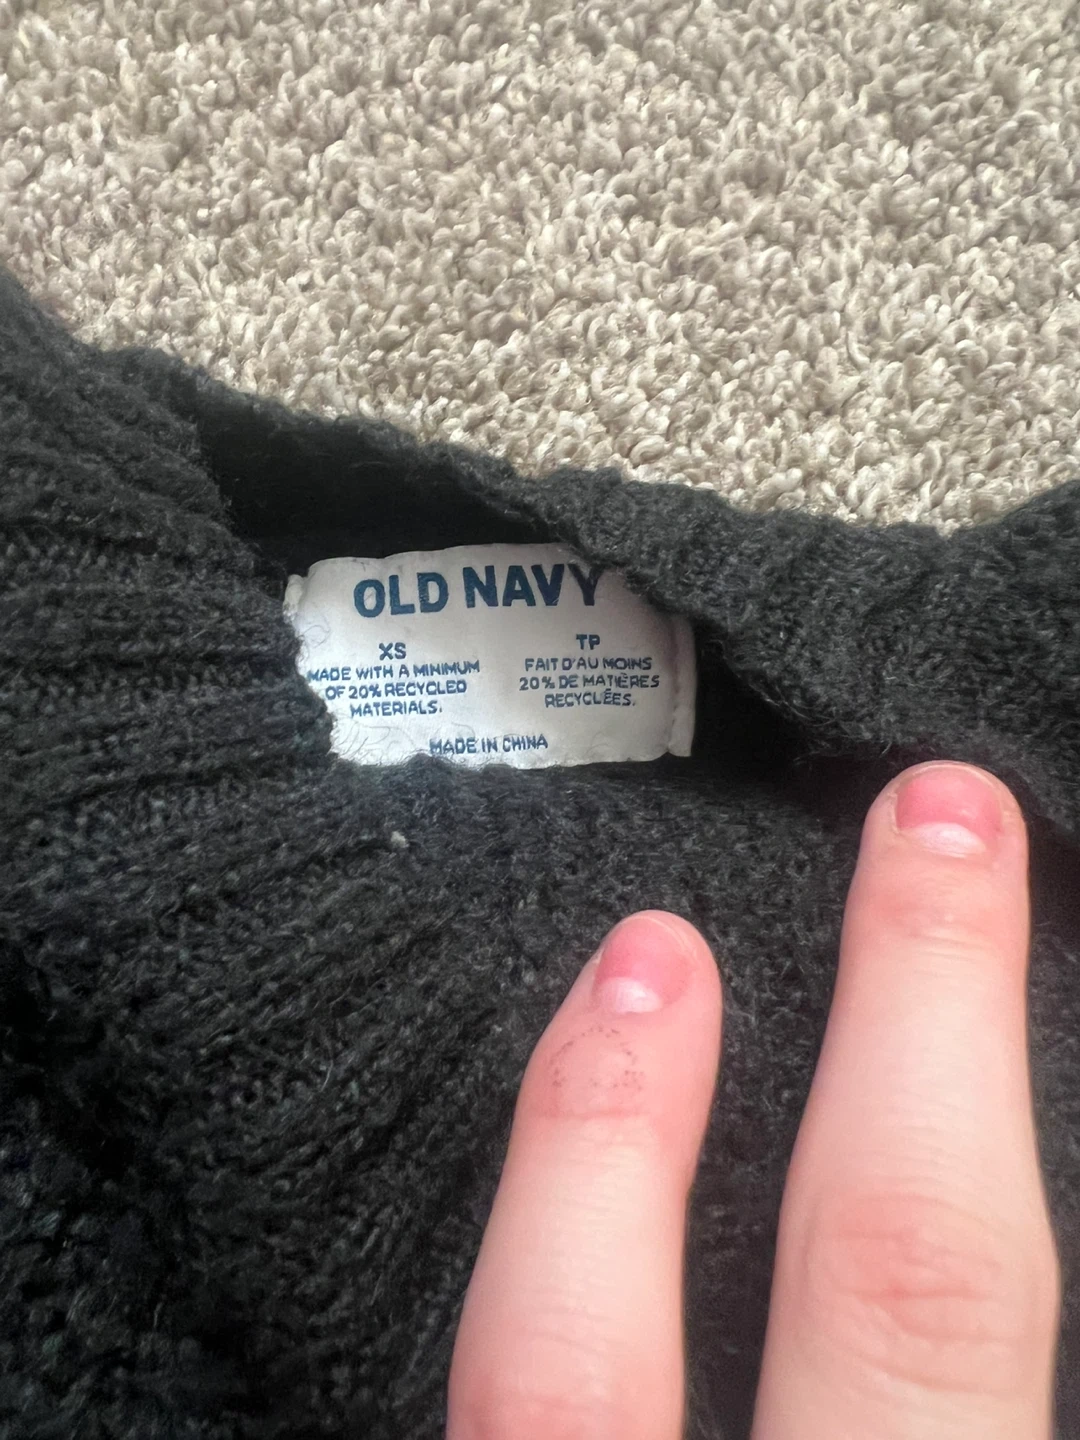 OLD NAVY
XS
MADE WITH A MINIMUM
OF 20% RECYCLED
MATERIALS.
TP
FAIT D'AU MOINS
20% DE MATIÈRES
RECYCLÉES.
MADE IN CHINA